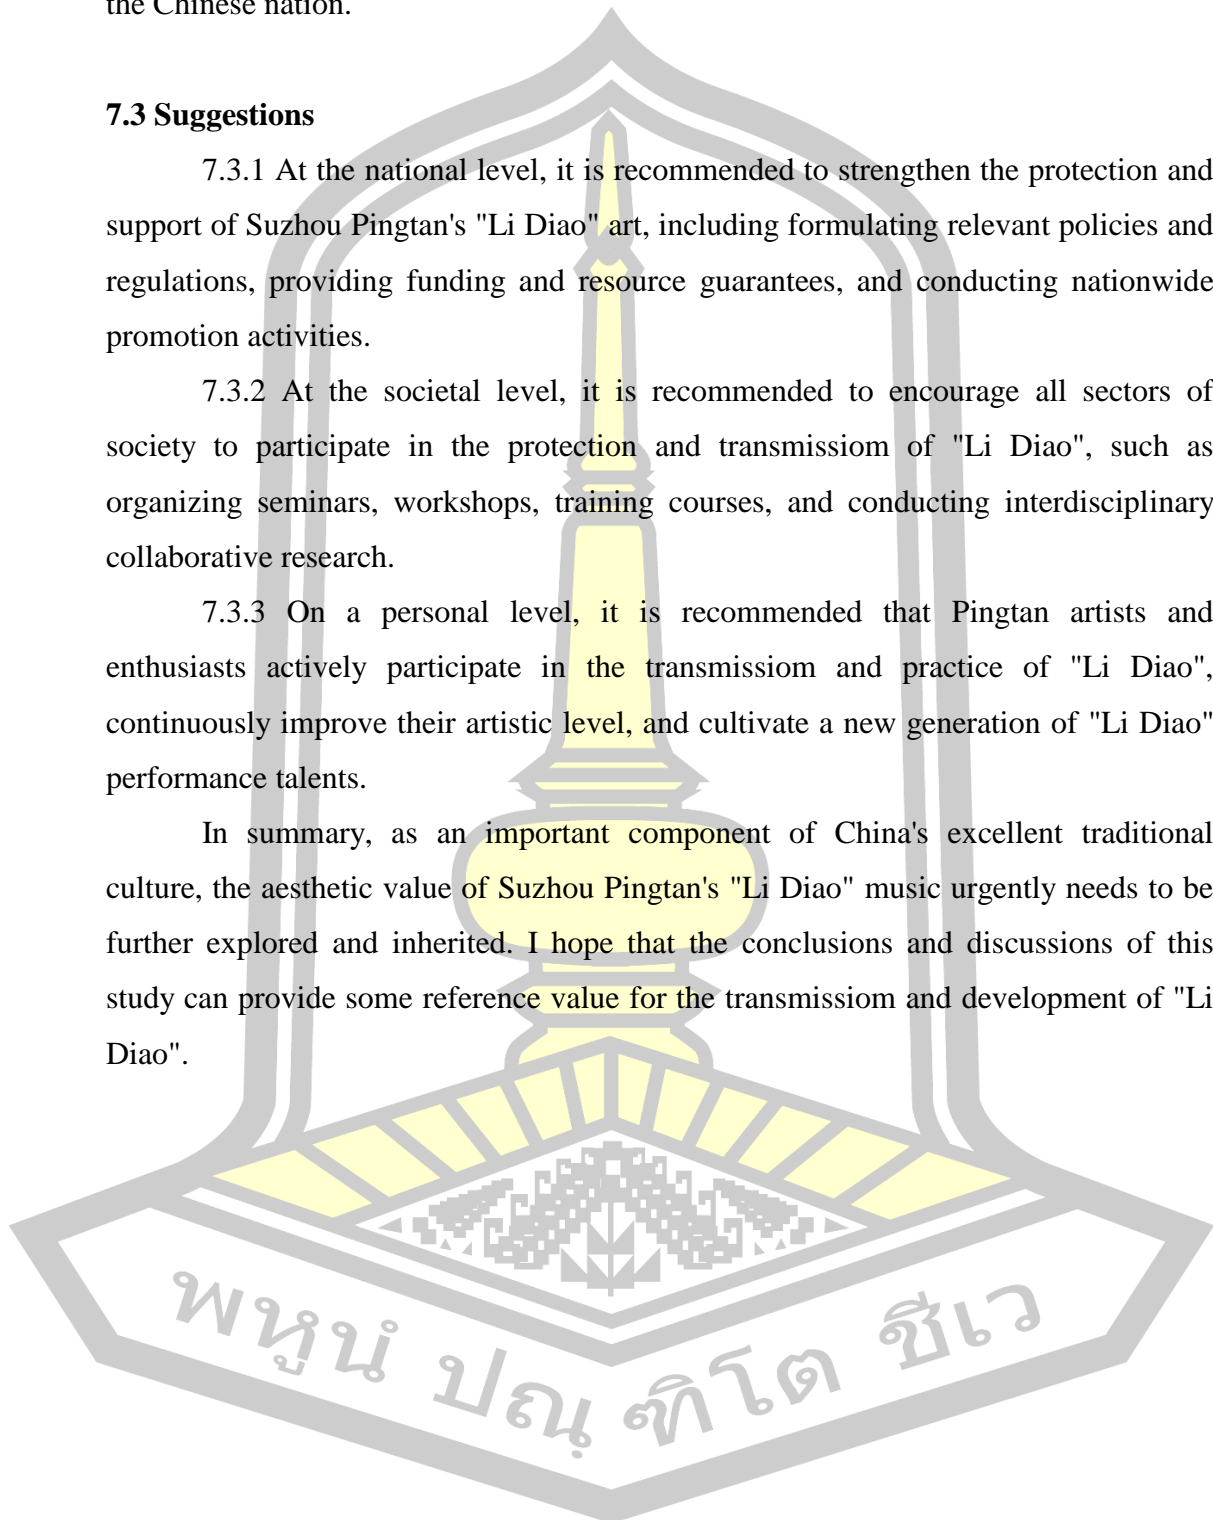 the Chinese nation.
7.3 Suggestions
7.3.1 At the national level, it is recommended to strengthen the protection and
support of Suzhou Pingtan's "Li Diao" art, including formulating relevant policies and
regulations, providing funding and resource guarantees, and conducting nationwide
promotion activities.
7.3.2 At the societal level, it is recommended to encourage all sectors of
society to participate in the protection and transmissiom of "Li Diao", such as
organizing seminars, workshops, training courses, and conducting interdisciplinary
collaborative research.
7.3.3 On a personal level, it is recommended that Pingtan artists and
enthusiasts actively participate in the transmissiom and practice of "Li Diao",
continuously improve their artistic level, and cultivate a new generation of "Li Diao"
performance talents.
In summary, as an important component of China's excellent traditional
culture, the aesthetic value of Suzhou Pingtan's "Li Diao" music urgently needs to be
further explored and inherited. I hope that the conclusions and discussions of this
study can provide some reference value for the transmissiom and development of "Li
Diao".
พหูนํ ปณฺฑิโต ชีเว